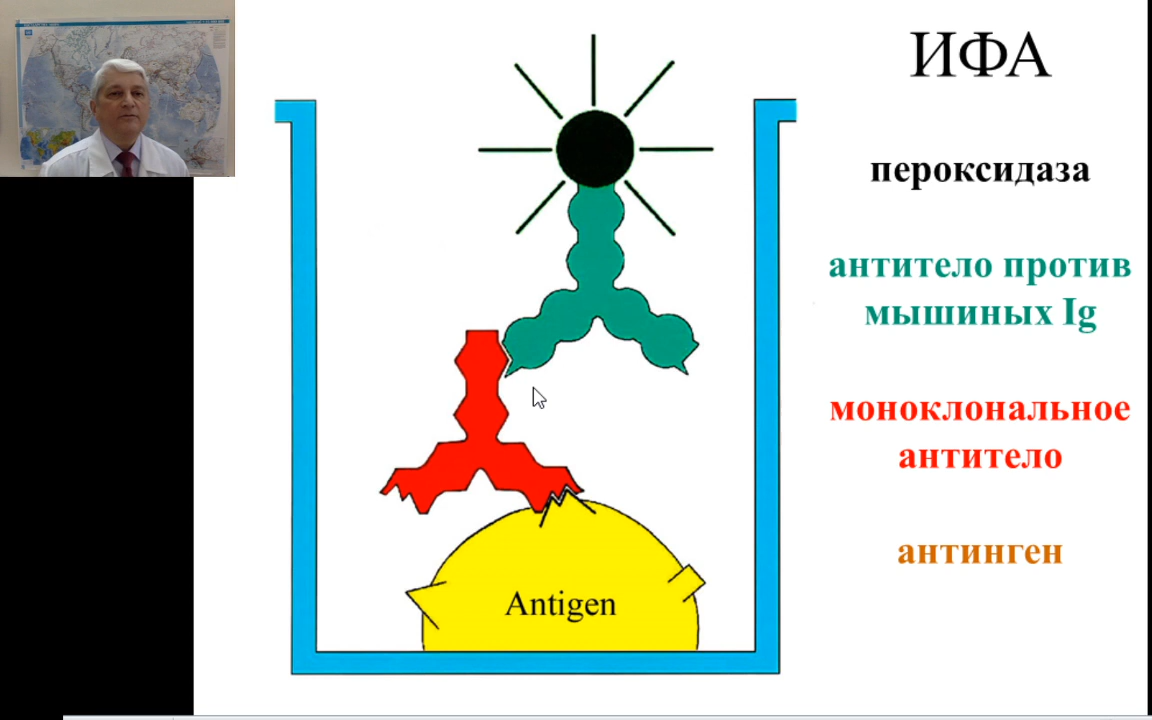 ИФА
пероксидаза
антитело против
мышиных Ig
моноклональное
антитело
антинген
Antigen